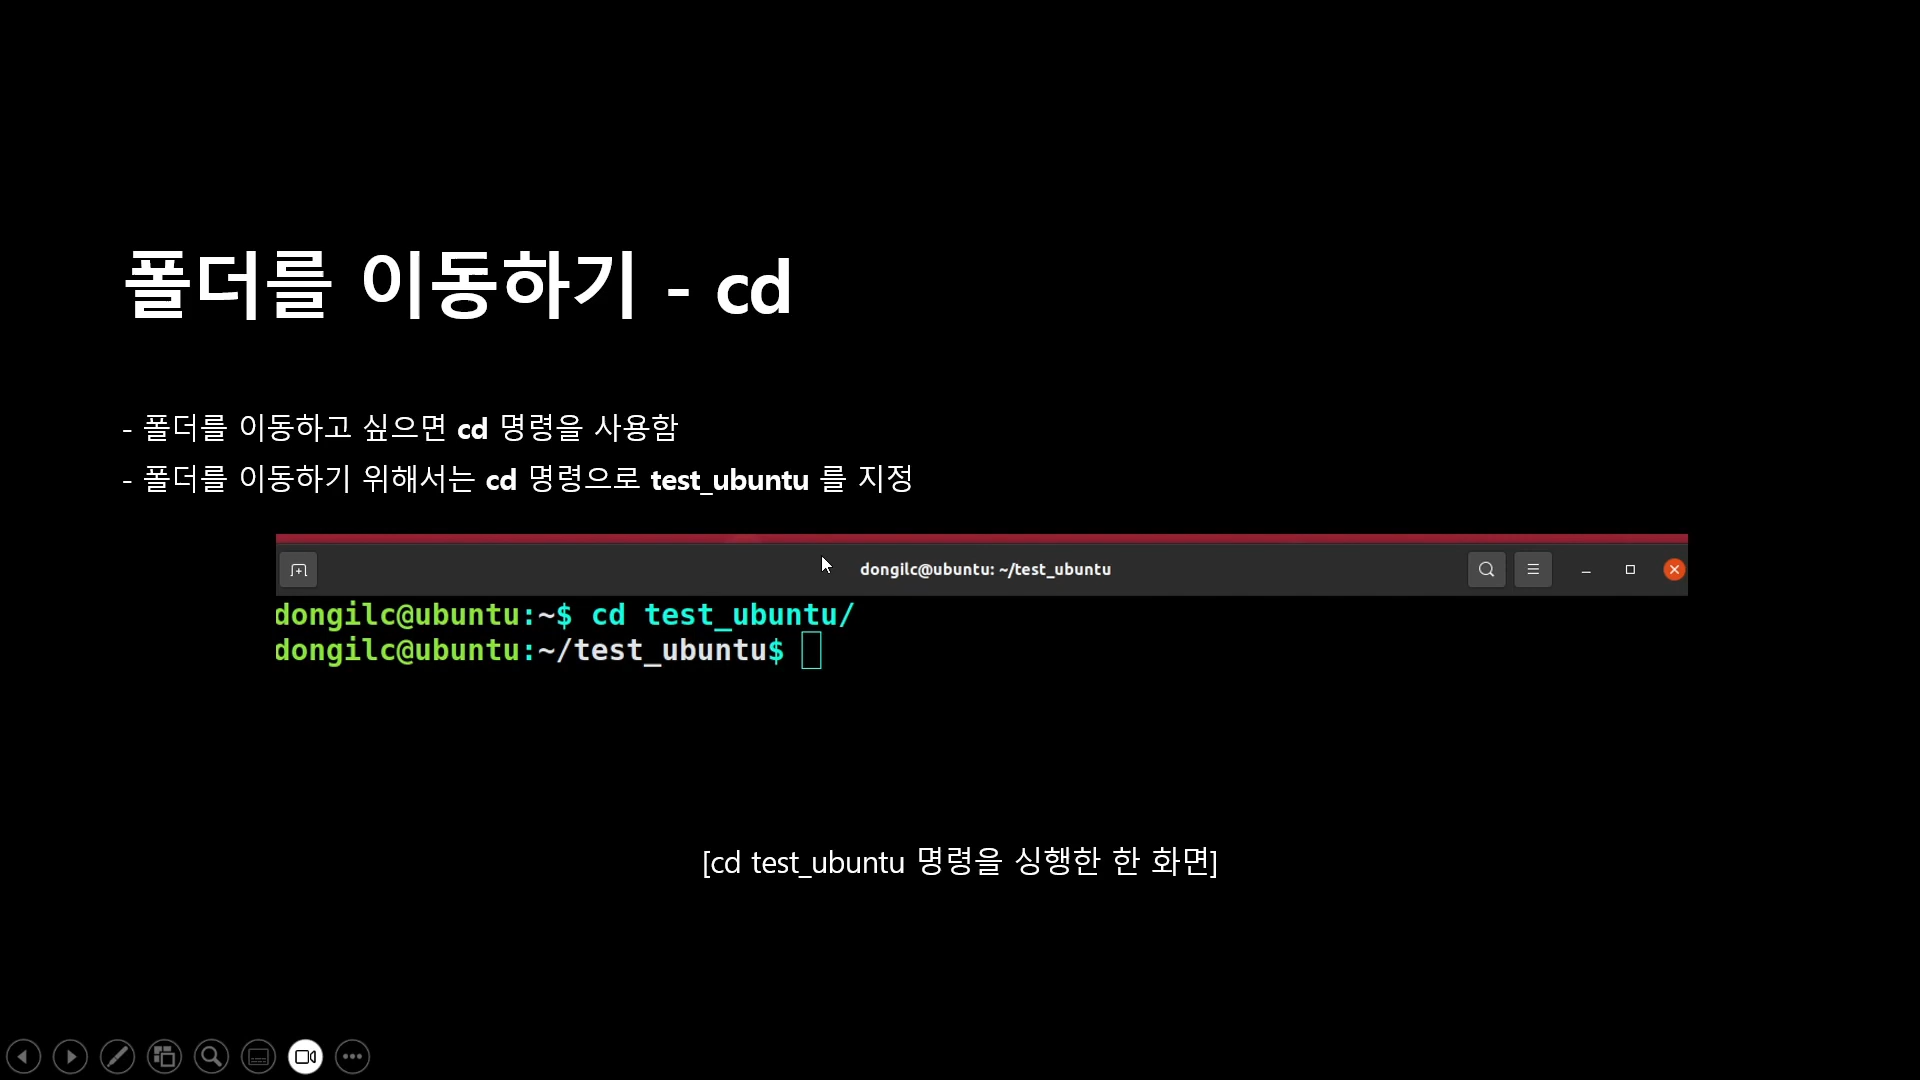 폴더를 이동하기 - cd
- 폴더를 이동하고 싶으면 cd 명령을 사용함
- 폴더를 이동하기 위해서는 cd 명령으로 test_ubuntu 를 지정
dongilc@ubuntu: ~/test_ubuntu
dongilc@ubuntu:~$ cd test_ubuntu/
dongilc@ubuntu:~/test_ubuntu$
[cd test_ubuntu 명령을 싱행한 한 화면]